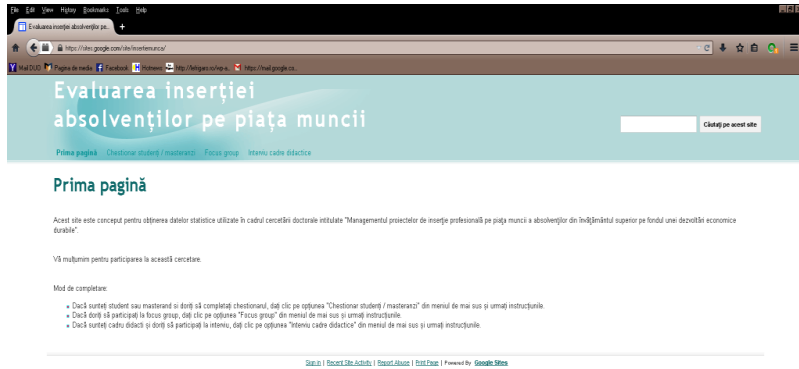 File Edit View History Bookmarks Tools Help
Evaluarea inserției absolvenților pe...
https://sites.google.com/site/insertiemunca/
Mail DUO Pagina de media Facebook Hotnews http://lefrigaro.ro/wp-a... https://mail.google.co...
Evaluarea inserției
absolvenților pe piața muncii
Căutați pe acest site
Prima pagină Chestionar studenți / masteranzi Focus group Interviu cadre didactice
Prima pagină
Acest site este conceput pentru obținerea datelor statistice utilizate în cadrul cercetării doctorale intitulate "Managementul proiectelor de inserție profesională pe piața muncii a absolvenților din învățământul superior pe fondul unei dezvoltări economice
durabile".
Vă mulțumim pentru participarea la această cercetare.
Mod de completare:
Dacă sunteți student sau masterand si doriți să completați chestionarul, dați clic pe opțiunea "Chestionar studenți / masteranzi" din meniul de mai sus și urmați instrucțiunile.
Dacă doriți să participați la focus group, dați clic pe opțiunea "Focus group" din meniul de mai sus și urmați instrucțiunile.
Dacă sunteți cadru didacti și doriți să participați la interviu, dați clic pe opțiunea "Interviu cadre didactice" din meniul de mai sus și urmați instrucțiunile.
Sign in | Recent Site Activity | Report Abuse | Print Page | Powered By Google Sites